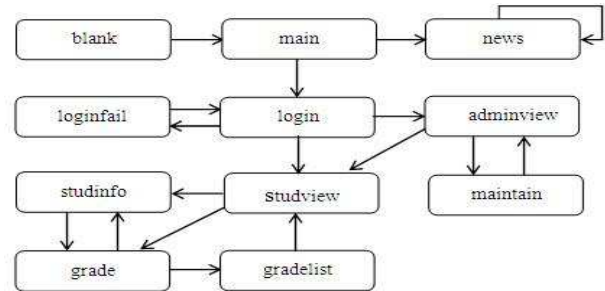 blank
main
news
loginfail
login
adminview
studinfo
studview
maintain
grade
gradelist